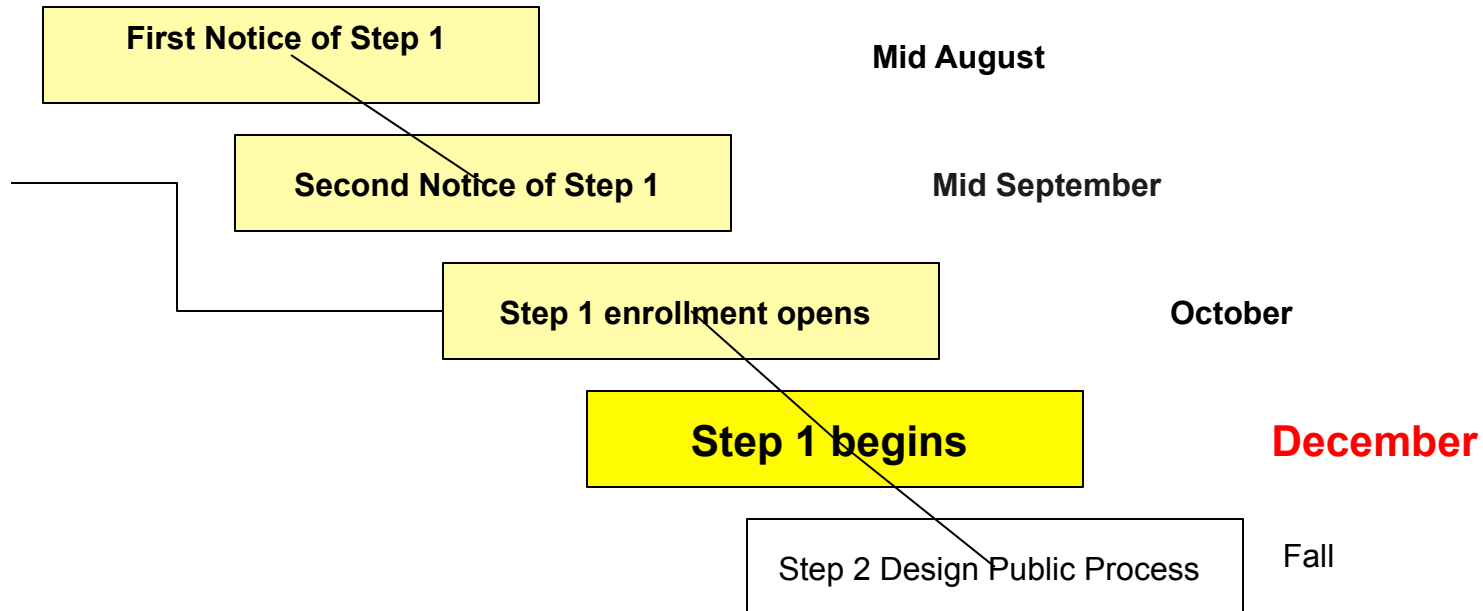 First Notice of Step 1
Mid August
Second Notice of Step 1
Mid September
Step 1 enrollment opens
October
Step 1 begins
December
Step 2 Design Public Process
Fall